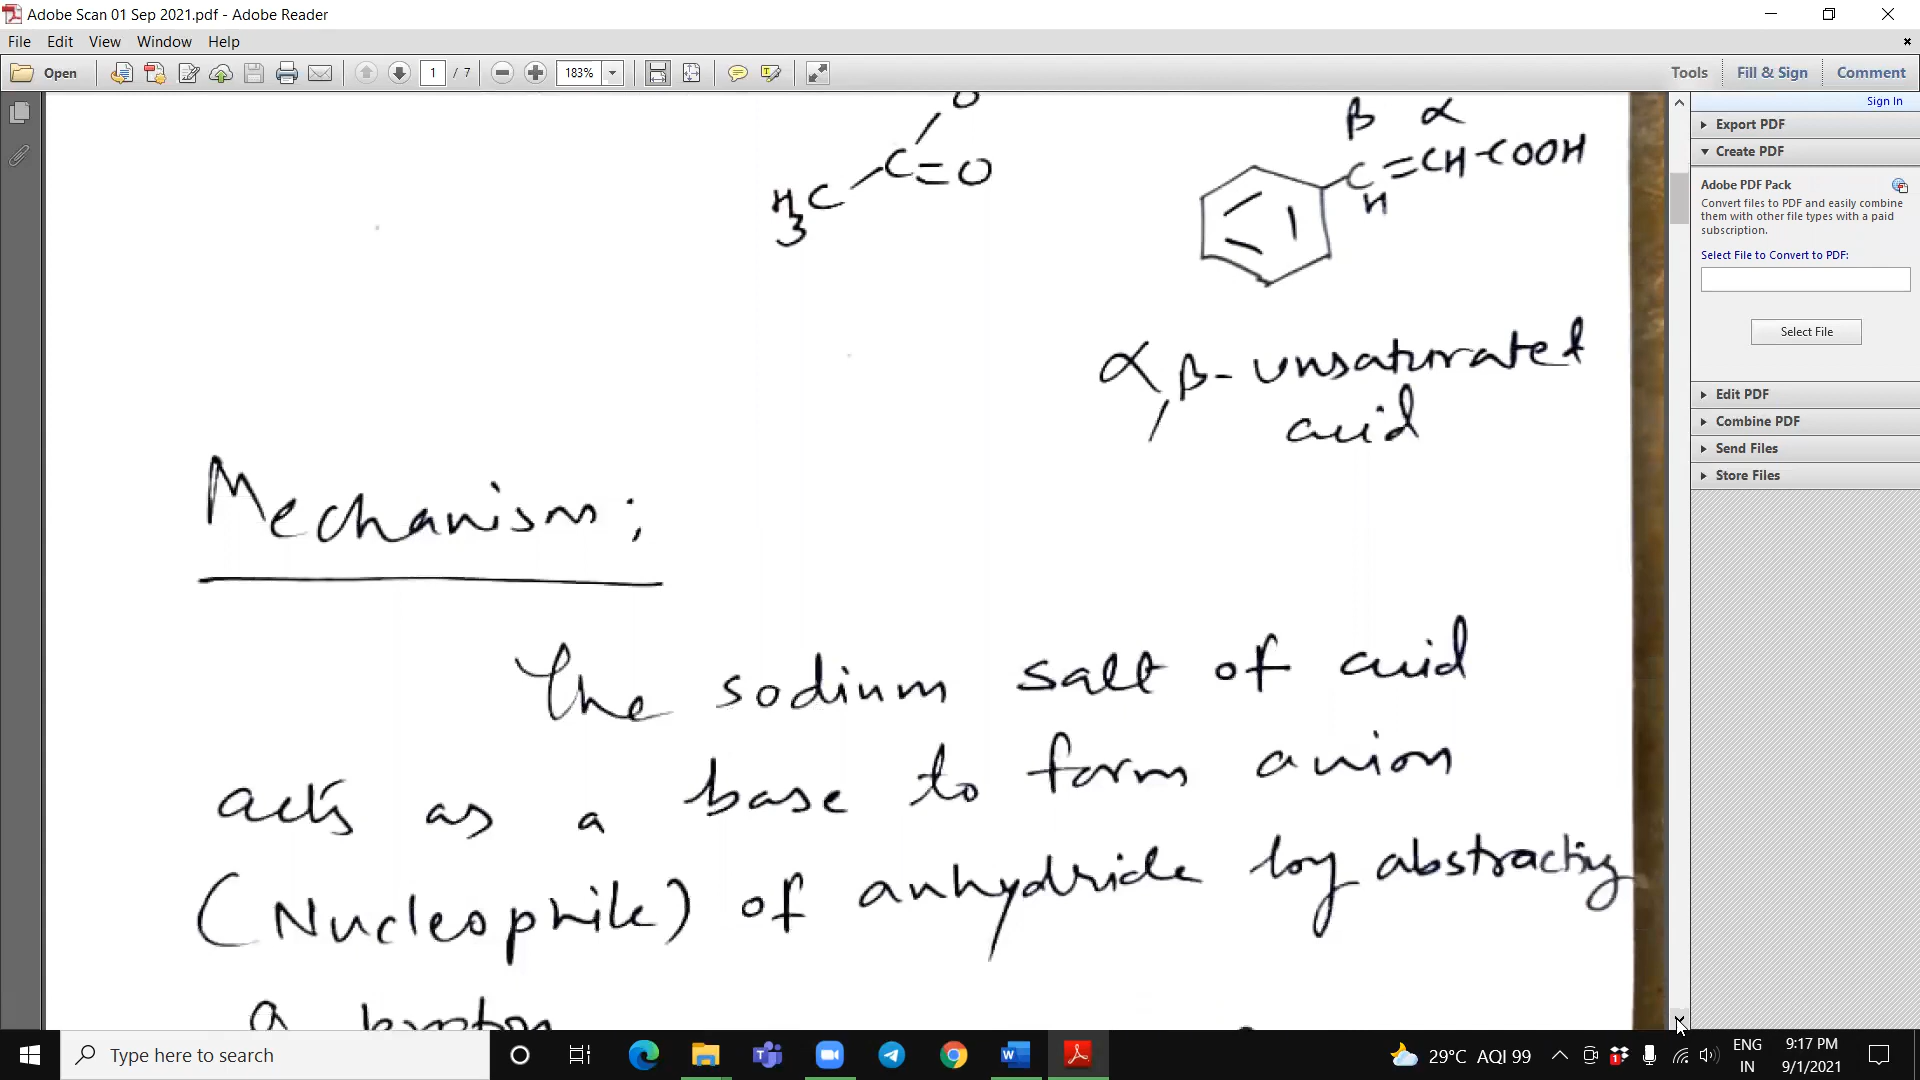 Adobe Scan 01 Sep 2021.pdf - Adobe Reader
File Edit View Window Help
Open 1 / 7 183% Tools Fill & Sign Comment
Sign In
Export PDF
Create PDF
Adobe PDF Pack
Convert files to PDF and easily combine
them with other file types with a paid
subscription.
Select File to Convert to PDF:
Select File
Edit PDF
Combine PDF
Send Files
Store Files
O
H3C C=O
β α
C=CH-COOH
H
α, β- unsaturated
acid
Mechanism:
The sodium salt of acid
acts as a base to form anion
(Nucleophile) of anhydride by abstracting
a proton
Type here to search
29°C AQI 99
ENG
IN
9:17 PM
9/1/2021